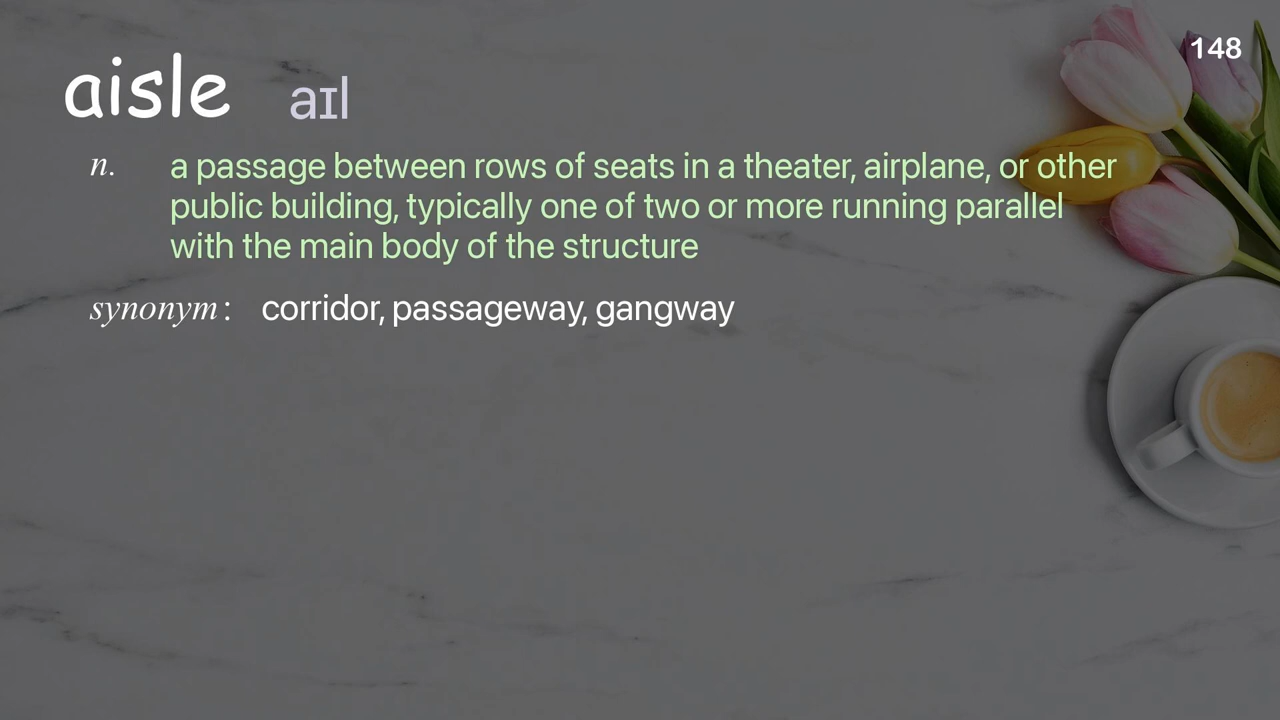 148
aisle aɪl
n. a passage between rows of seats in a theater, airplane, or other
public building, typically one of two or more running parallel
with the main body of the structure
synonym: corridor, passageway, gangway